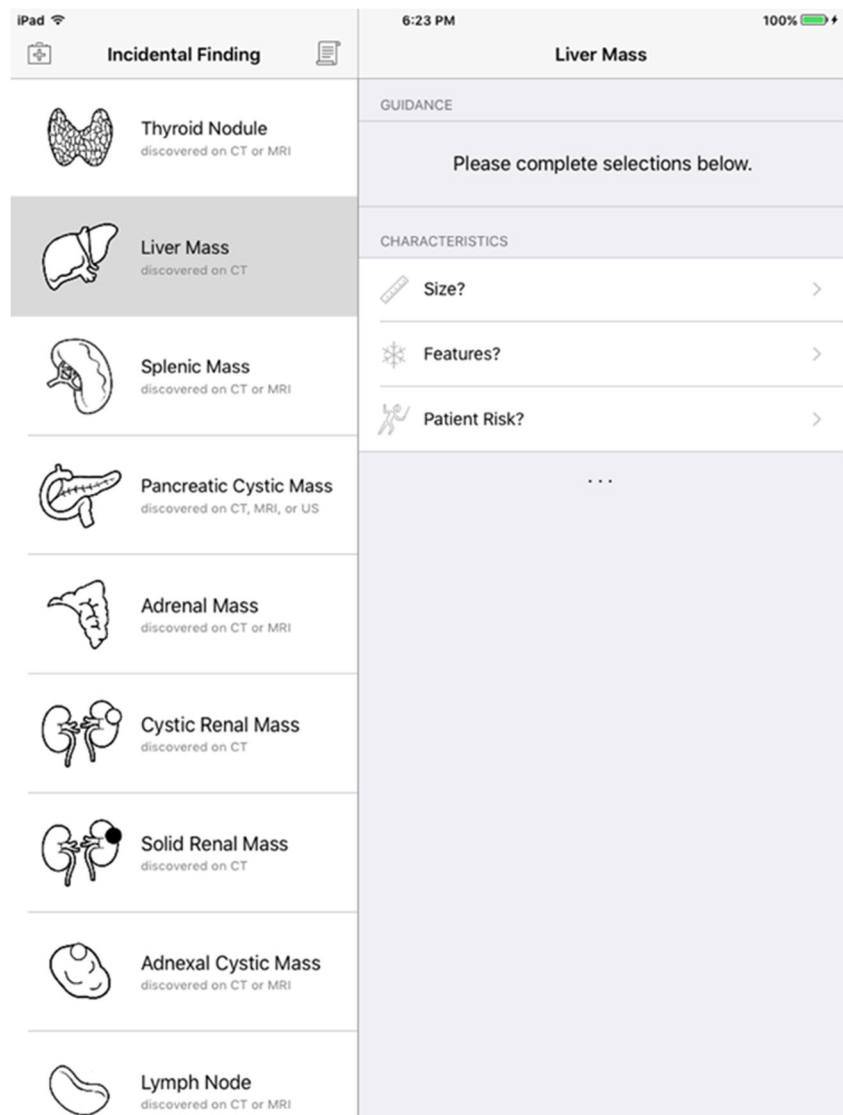 iPad
6:23 PM
100%
Incidental Finding
Liver Mass
Thyroid Nodule
discovered on CT or MRI
Liver Mass
discovered on CT
Splenic Mass
discovered on CT or MRI
Pancreatic Cystic Mass
discovered on CT, MRI, or US
Adrenal Mass
discovered on CT or MRI
Cystic Renal Mass
discovered on CT
Solid Renal Mass
discovered on CT
Adnexal Cystic Mass
discovered on CT or MRI
Lymph Node
discovered on CT or MRI
GUIDANCE
Please complete selections below.
CHARACTERISTICS
Size?
Features?
Patient Risk?
...